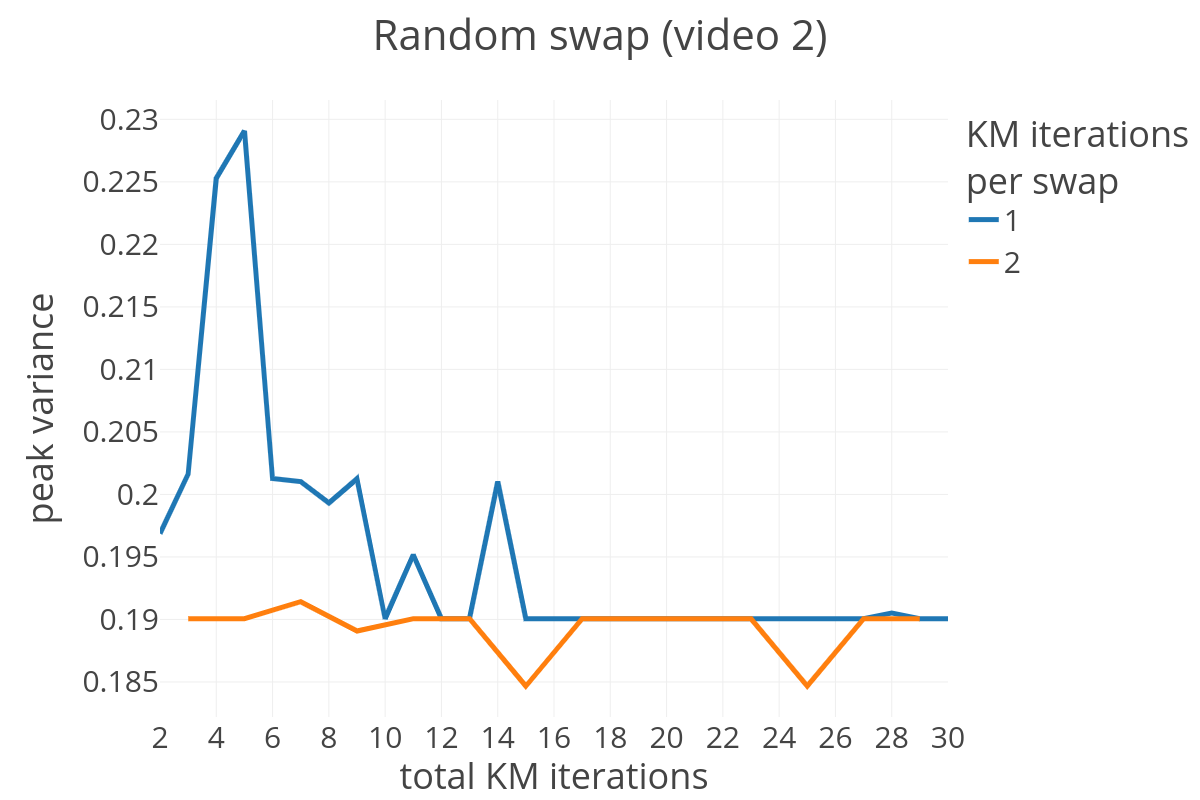 Random swap (video 2)
0.23
0.225
0.22
0.215
0.21
0.205
0.2
0.195
0.19
0.185
peak variance
2 4 6 8 10 12 14 16 18 20 22 24 26 28 30
total KM iterations
KM iterations
per swap
1
2